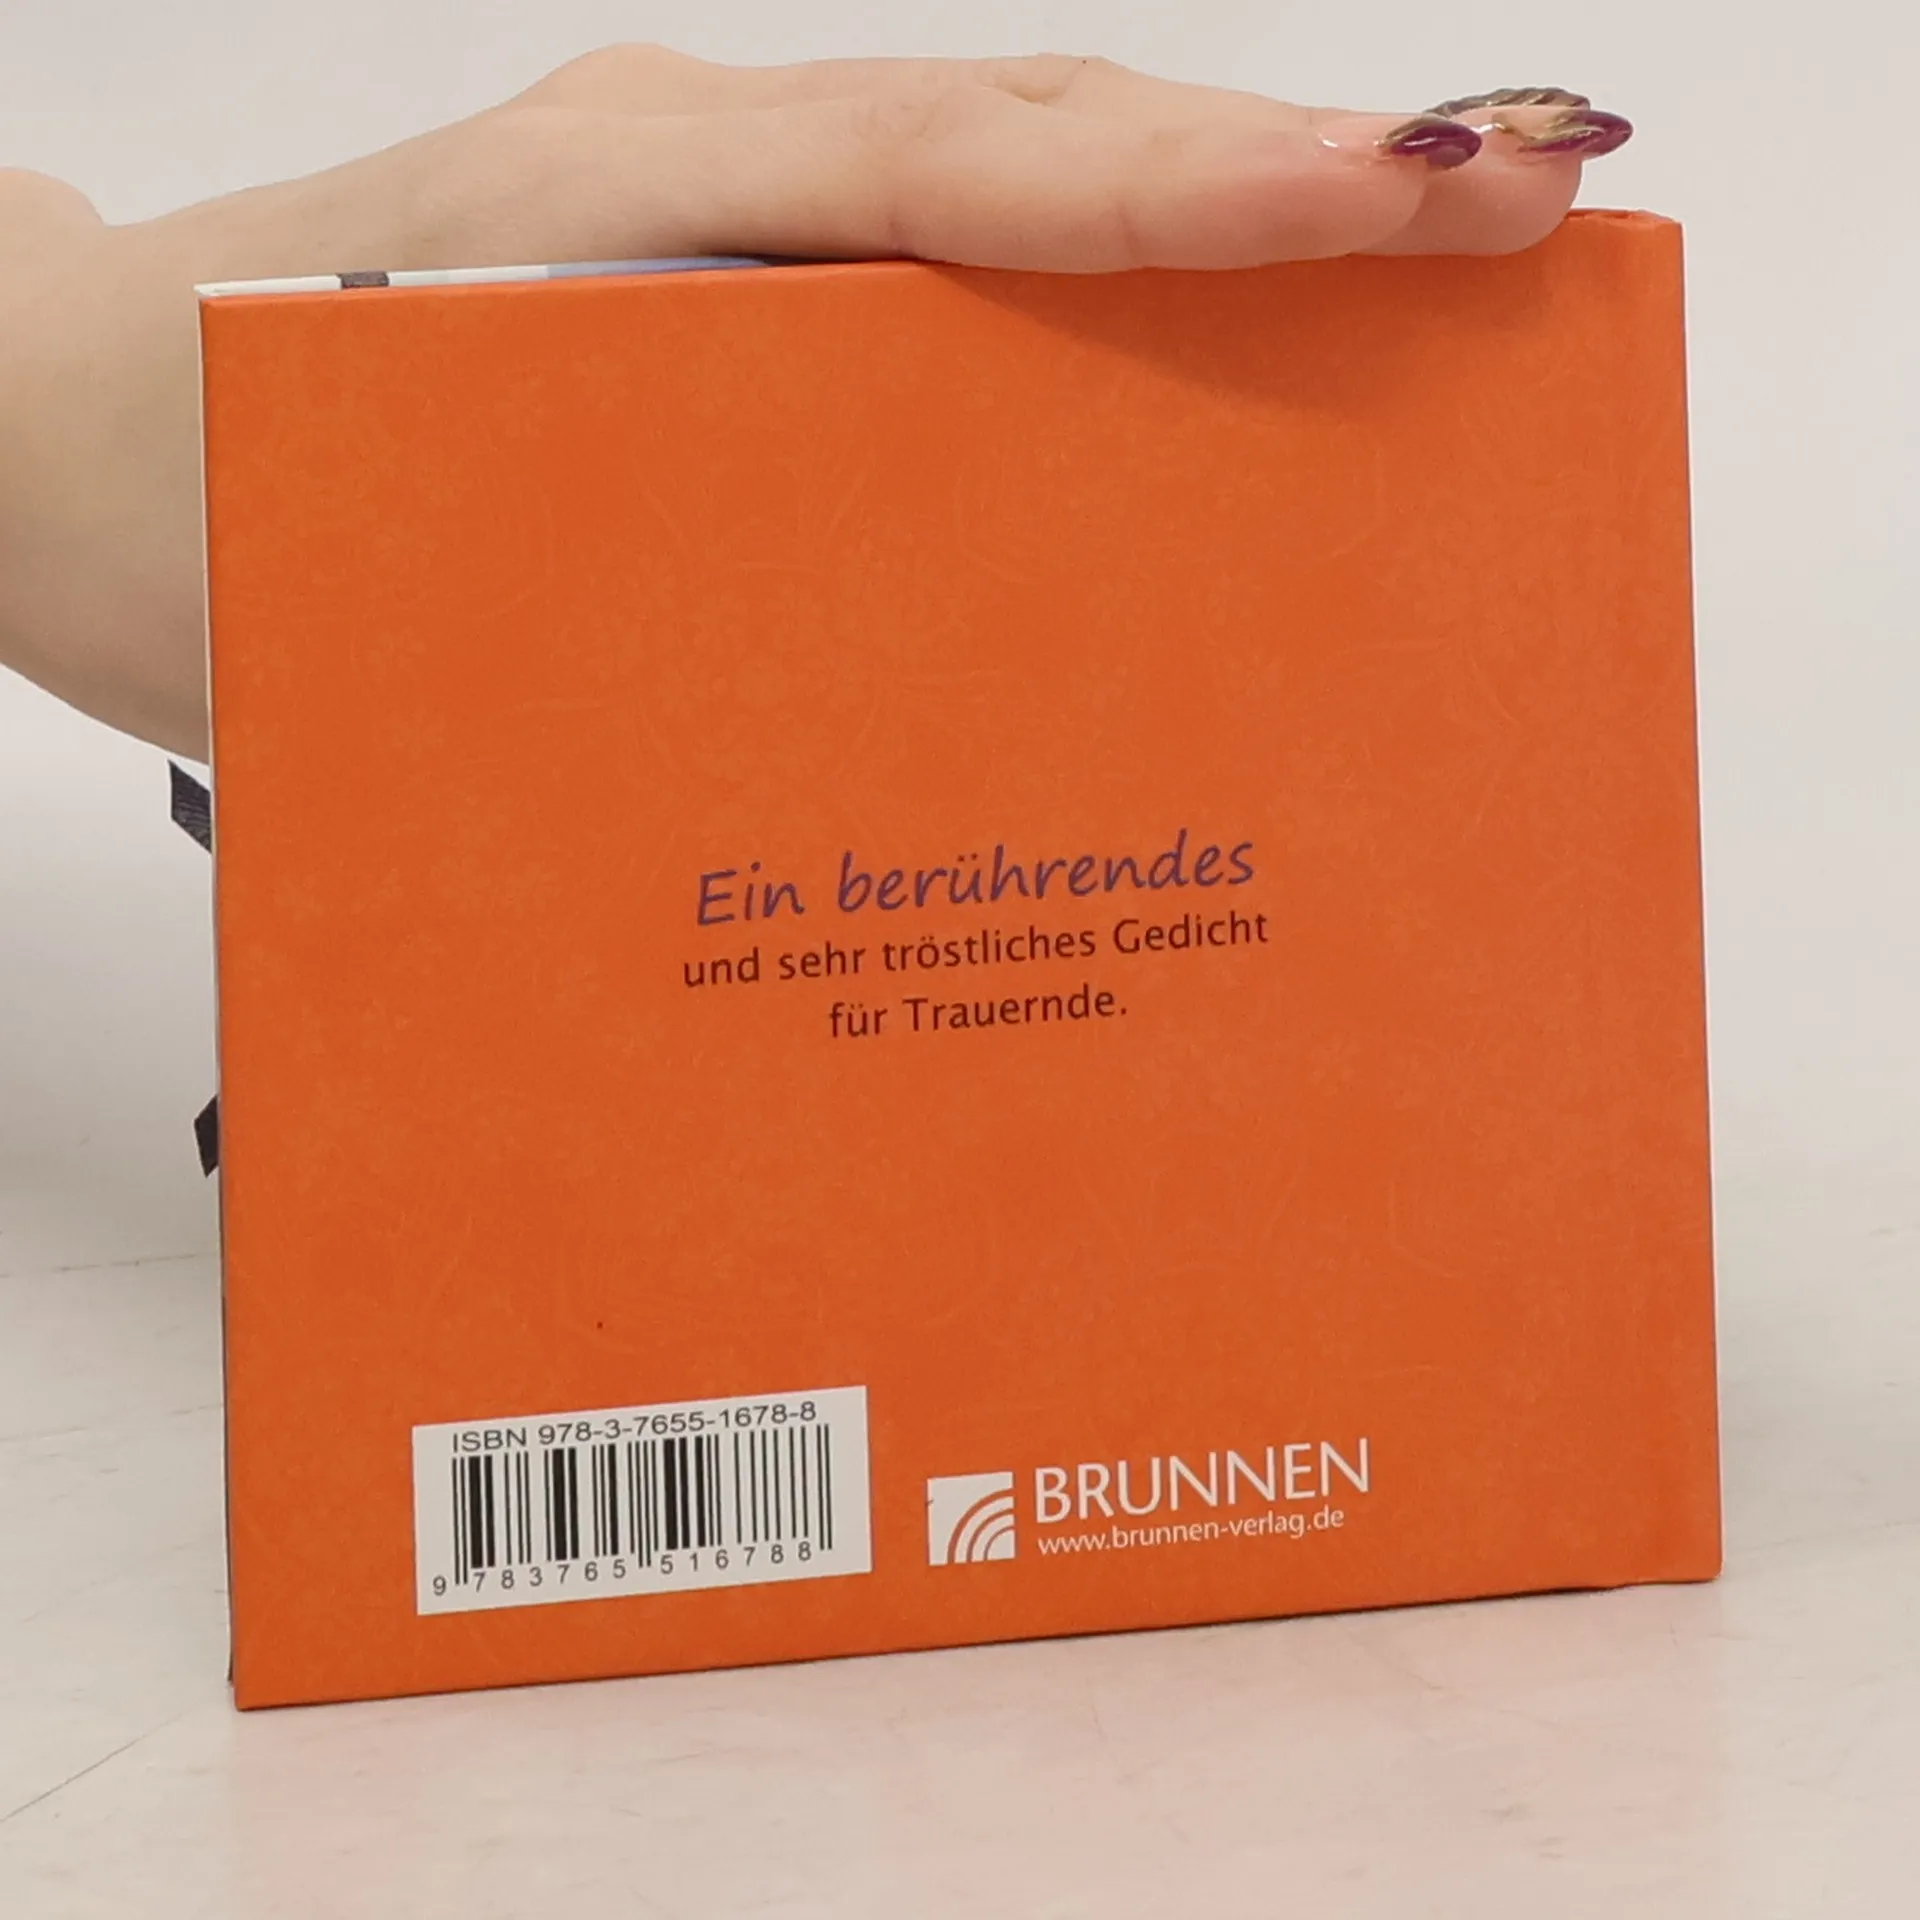 Ein berührendes
und sehr tröstliches Gedicht
für Trauernde.
ISBN 978-3-7655-1678-8
9 783765 516788
BRUNNEN
www.brunnen-verlag.de